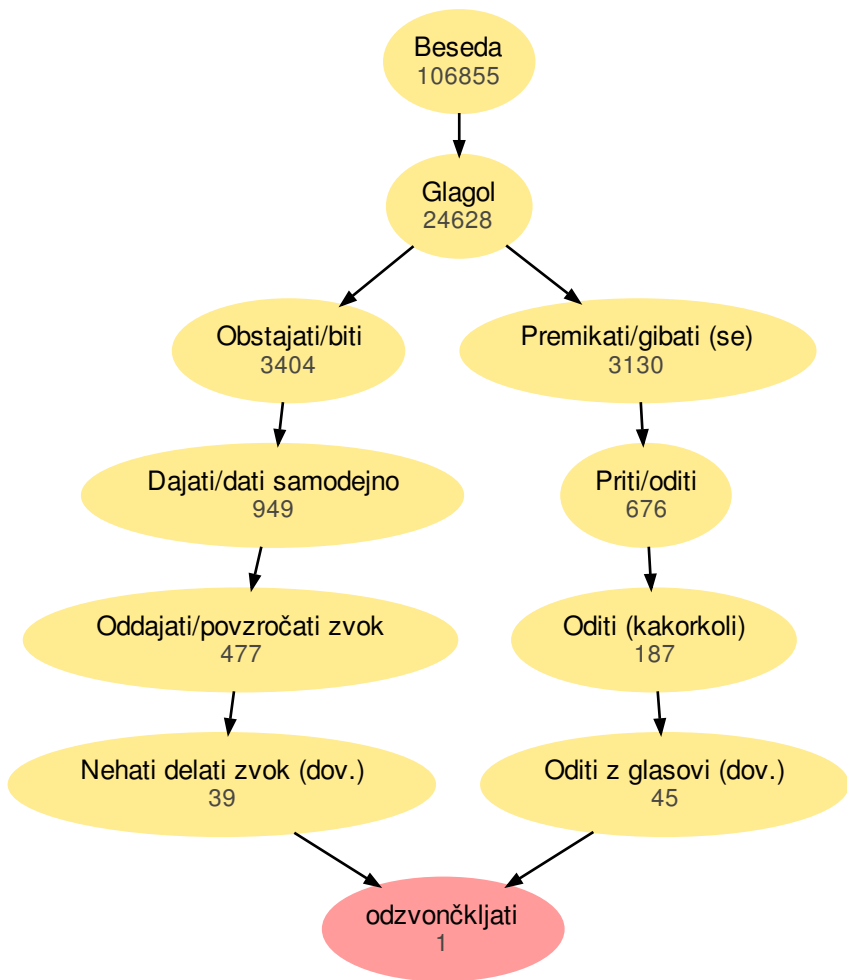 Beseda
106855
Glagol
24628
Obstajati/biti
3404
Premikati/gibati (se)
3130
Dajati/dati samodejno
949
Priti/oditi
676
Oddajati/povzročati zvok
477
Oditi (kakorkoli)
187
Nehati delati zvok (dov.)
39
Oditi z glasovi (dov.)
45
odzvončkljati
1